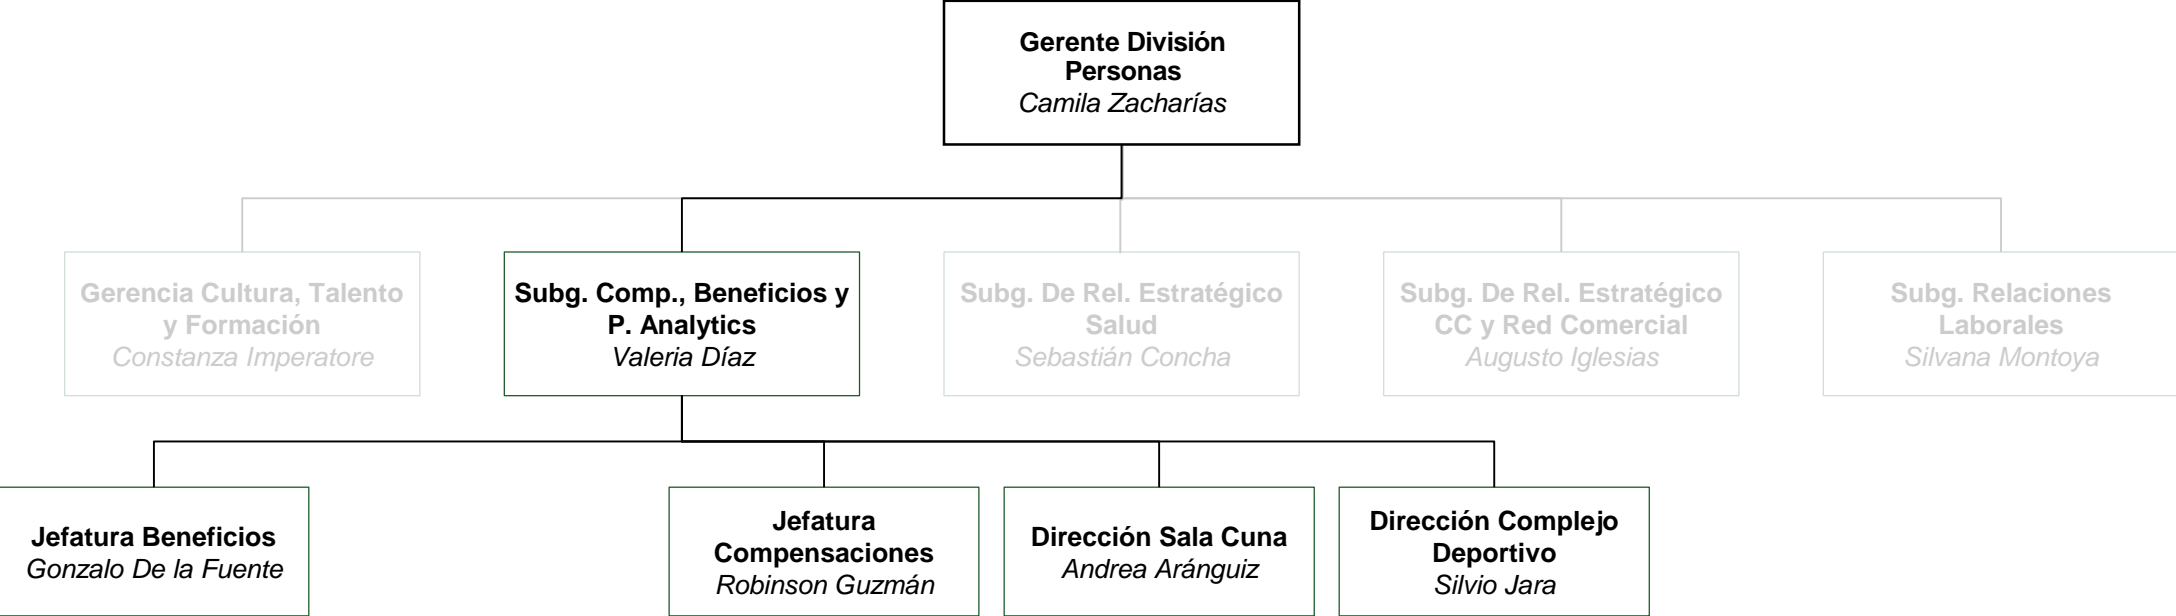 Gerente División
Personas
Camila Zacharías
Gerencia Cultura, Talento
y Formación
Constanza Imperatore
Subg. Comp., Beneficios y
P. Analytics
Valeria Díaz
Subg. De Rel. Estratégico
Salud
Sebastián Concha
Subg. De Rel. Estratégico
CC y Red Comercial
Augusto Iglesias
Subg. Relaciones
Laborales
Silvana Montoya
Jefatura Beneficios
Gonzalo De la Fuente
Jefatura
Compensaciones
Robinson Guzmán
Dirección Sala Cuna
Andrea Aránguiz
Dirección Complejo
Deportivo
Silvio Jara